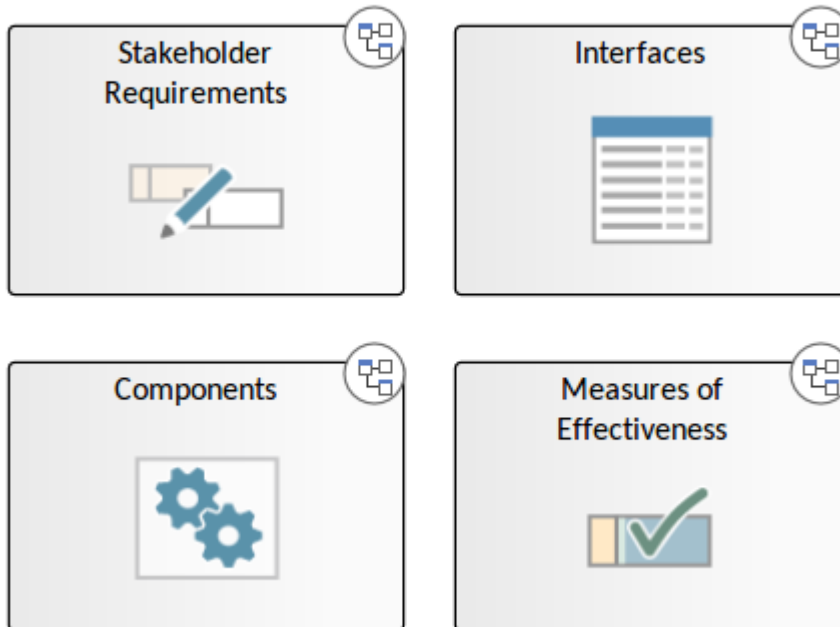 Stakeholder
Requirements
Interfaces
Components
Measures of
Effectiveness